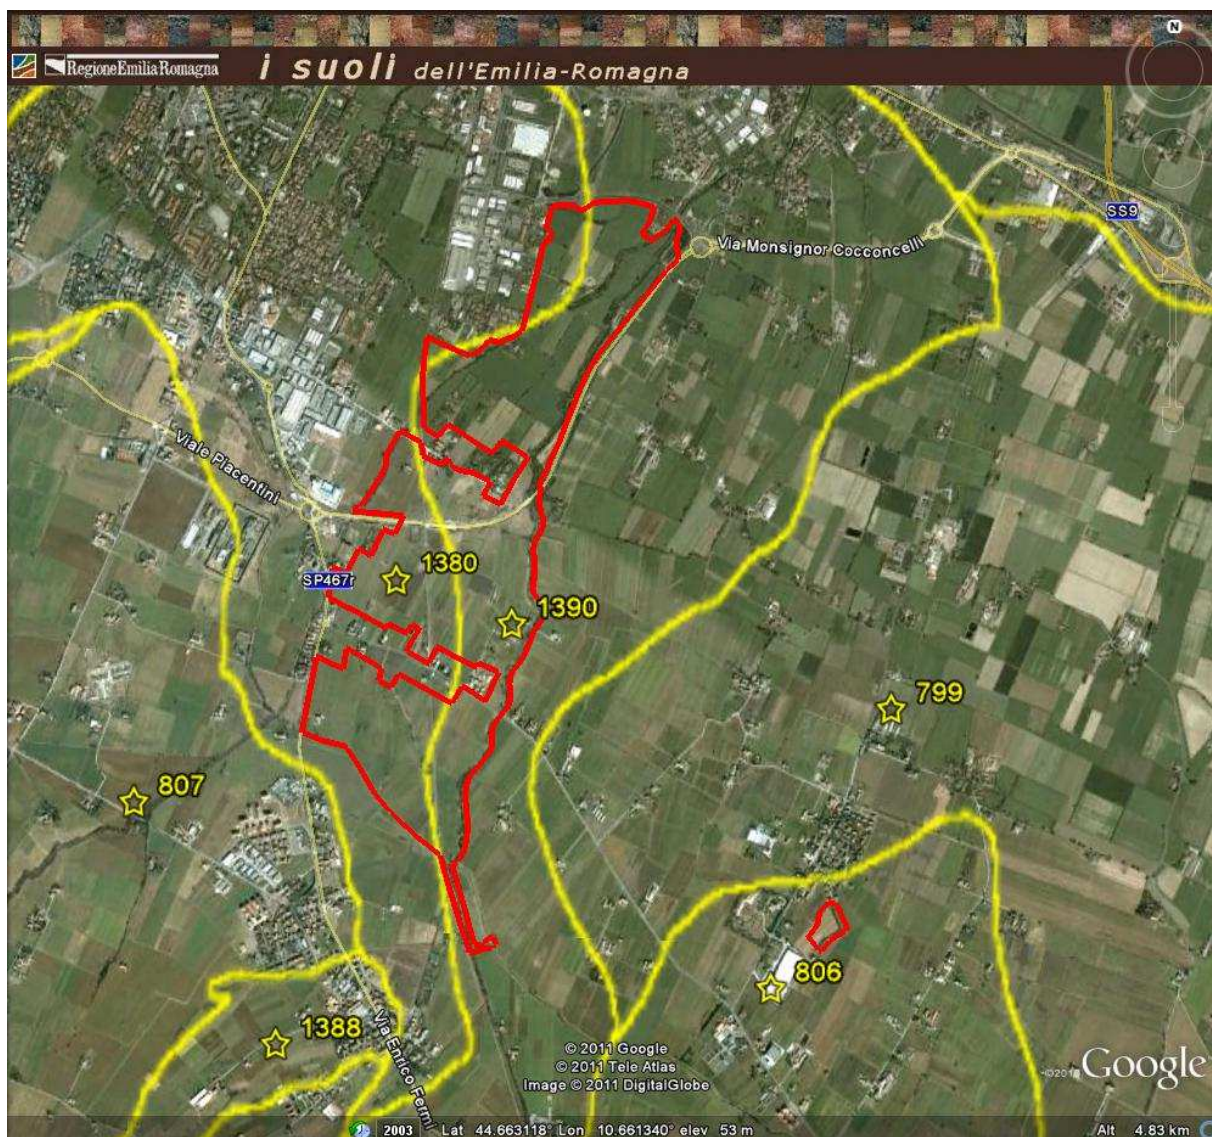 N
RegioneEmilia-Romagna i suoli dell'Emilia-Romagna
SS9
Via Monsignor Cocconcelli
Viale Piacentini
1380
SP467r
1390
799
807
806
1388
Via Enrico Fermi
© 2011 Google
© 2011 Tele Atlas
Image © 2011 DigitalGlobe
Google
2003 Lat 44.663118° Lon 10.661340° elev 53 m Alt 4.83 km